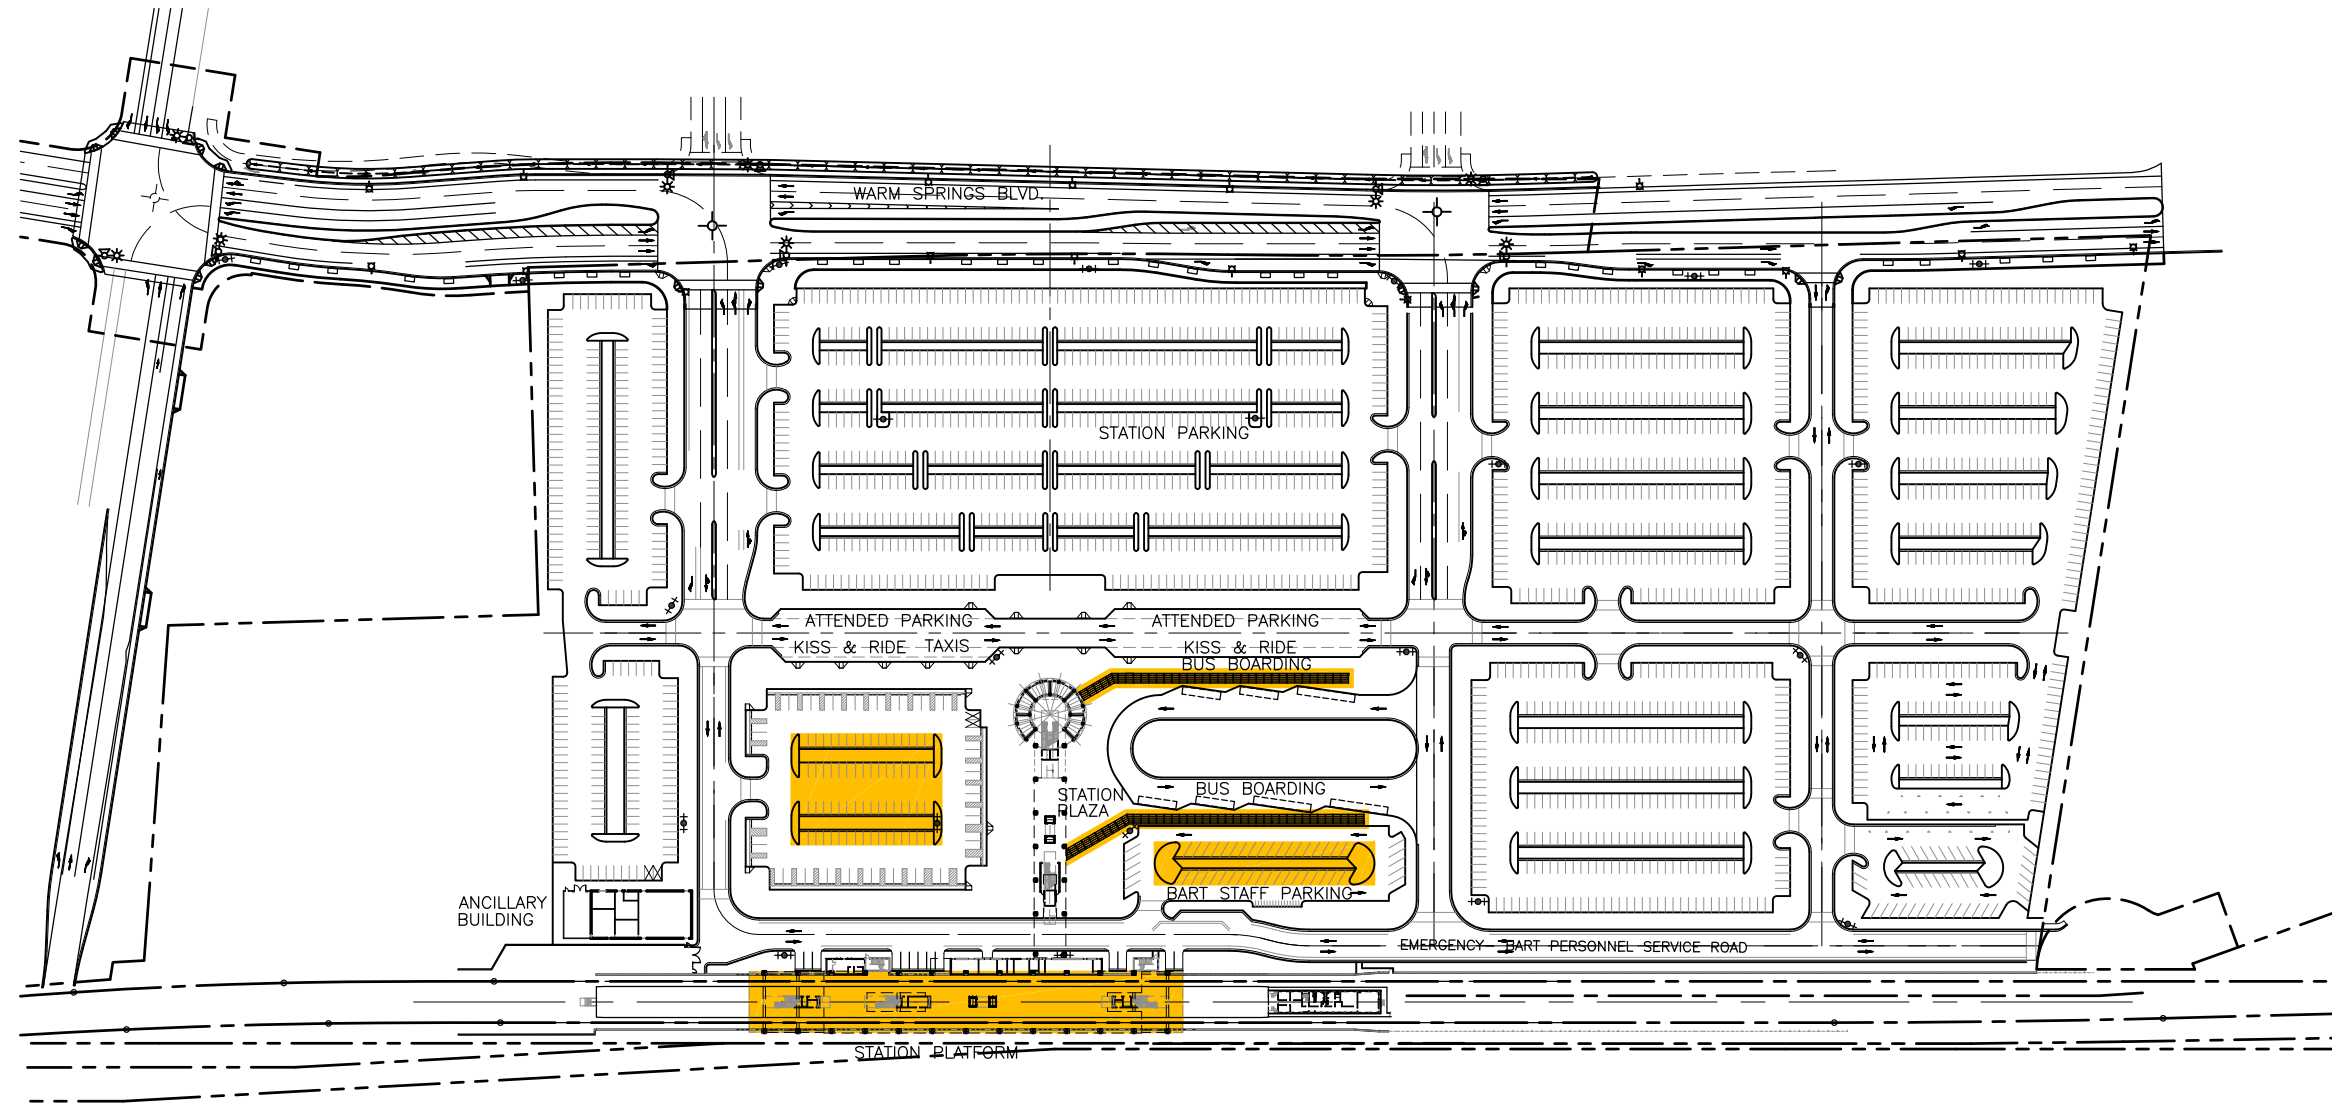 WARM SPRINGS BLVD.
STATION PARKING
ATTENDED PARKING
ATTENDED PARKING
KISS & RIDE TAXIS
KISS & RIDE
BUS BOARDING
BUS BOARDING
STATION
PLAZA
BART STAFF PARKING
ANCILLARY
BUILDING
EMERGENCY- BART PERSONNEL SERVICE ROAD
STATION PLATFORM